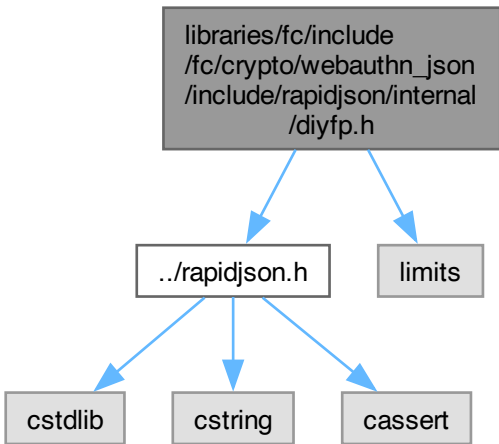 libraries/fc/include
/fc/crypto/webauthn_json
/include/rapidjson/internal
/diyfp.h
../rapidjson.h
limits
cstdlib
cstring
cassert